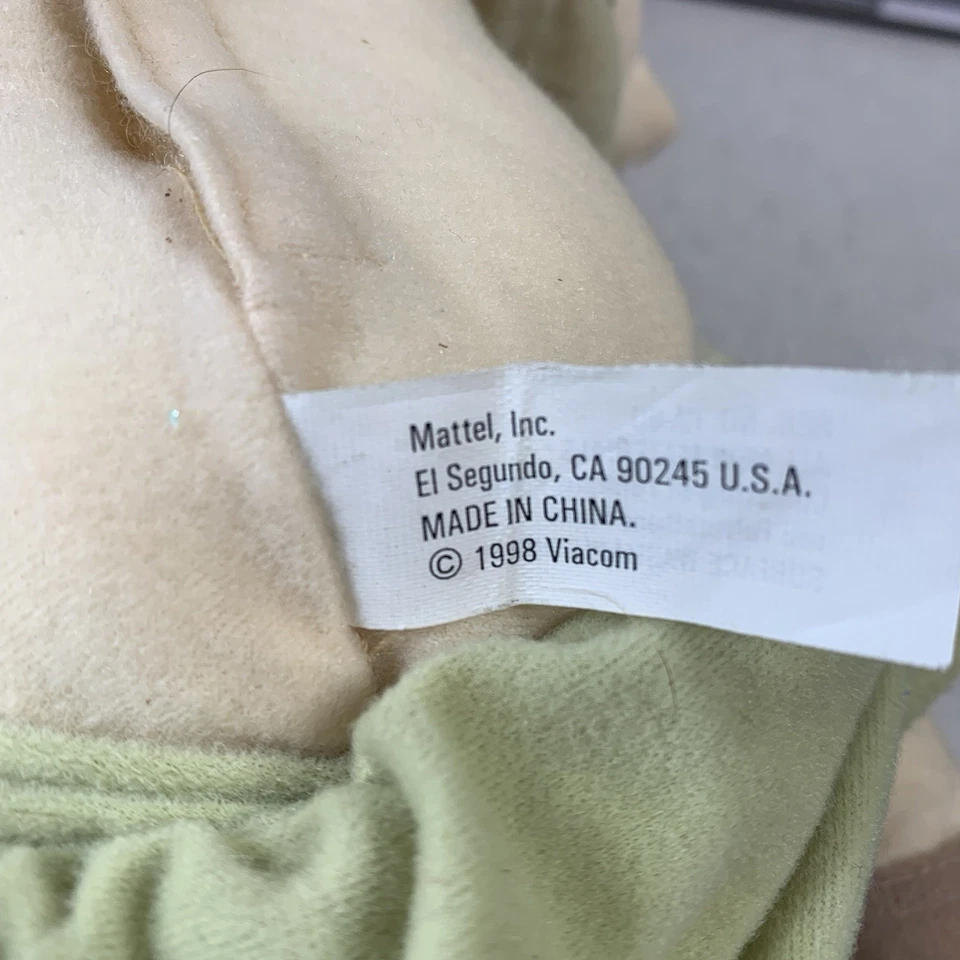 Mattel, Inc.
El Segundo, CA 90245 U.S.A.
MADE IN CHINA.
© 1998 Viacom